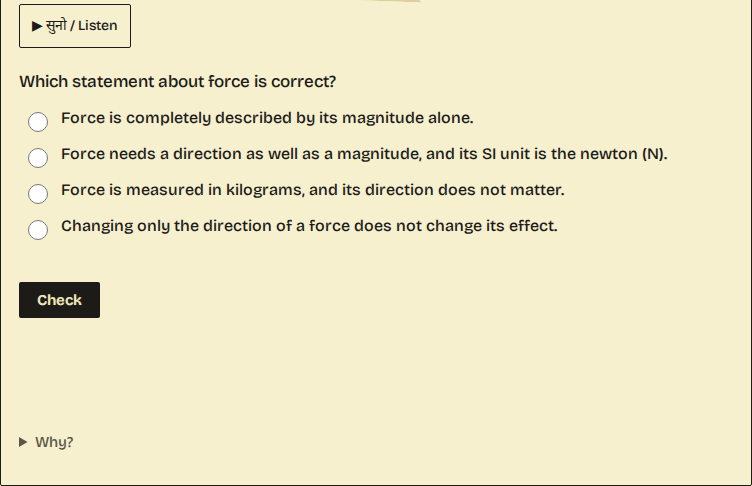 ▶ सुनो / Listen
Which statement about force is correct?
Force is completely described by its magnitude alone.
Force needs a direction as well as a magnitude, and its SI unit is the newton (N).
Force is measured in kilograms, and its direction does not matter.
Changing only the direction of a force does not change its effect.
Check
▶ Why?